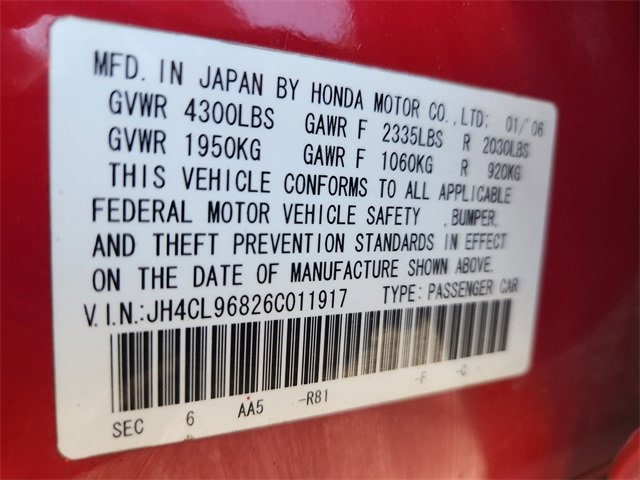 MFD. IN JAPAN BY HONDA MOTOR CO.,LTD; 01/'06
GVWR 4300LBS GAWR F 2335LBS R 2030LBS
GVWR 1950KG GAWR F 1060KG R 920KG
THIS VEHICLE CONFORMS TO ALL APPLICABLE
FEDERAL MOTOR VEHICLE SAFETY ,BUMPER,
AND THEFT PREVENTION STANDARDS IN EFFECT
ON THE DATE OF MANUFACTURE SHOWN ABOVE.
V.I.N.:JH4CL96826C011917 TYPE: PASSENGER CAR
SEC 6 AA5 -R81 -F -0